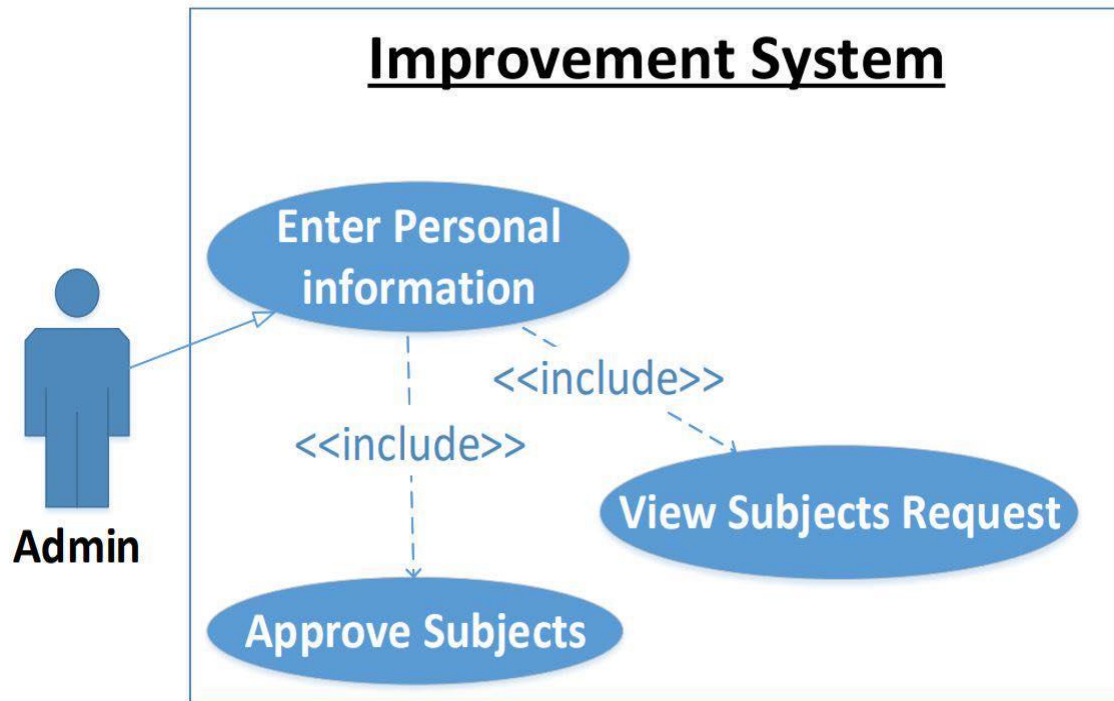 Improvement System
Enter Personal
information
<<include>>
<<include>>
View Subjects Request
Admin
Approve Subjects